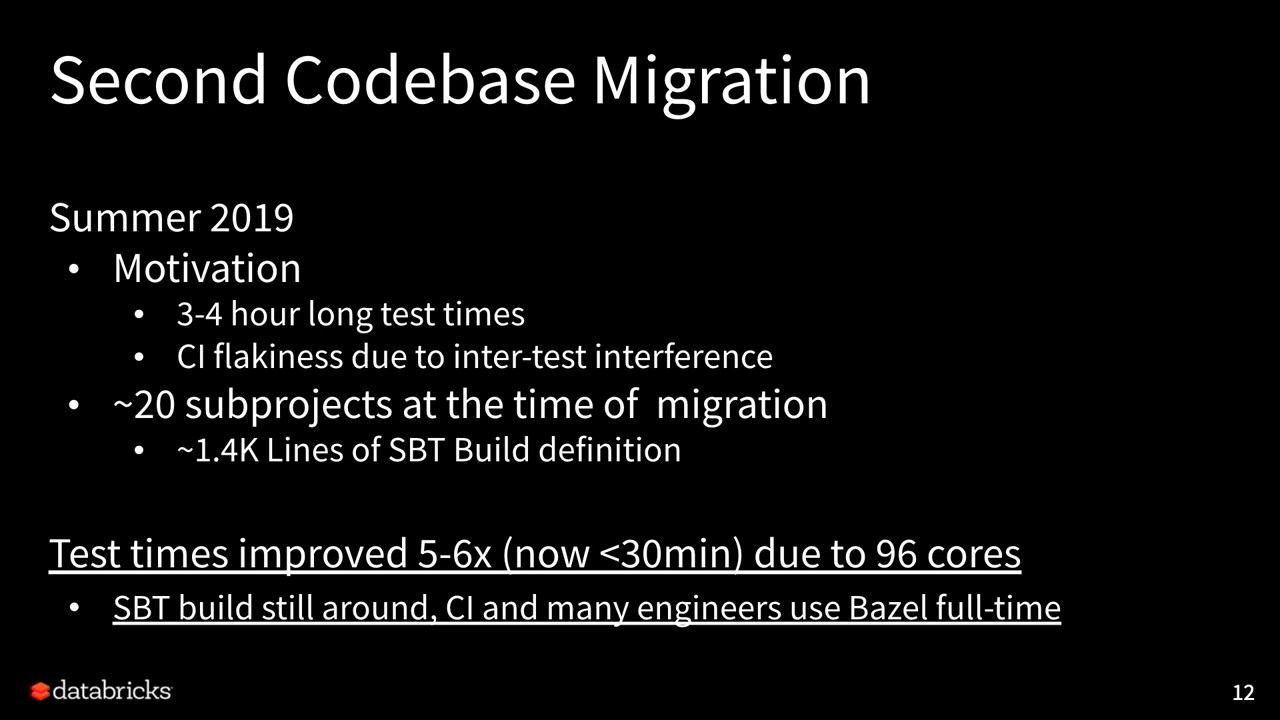 Second Codebase Migration
Summer 2019
• Motivation
• 3-4 hour long test times
• CI flakiness due to inter-test interference
• ~20 subprojects at the time of  migration
• ~1.4K Lines of SBT Build definition
Test times improved 5-6x (now <30min) due to 96 cores
• SBT build still around, CI and many engineers use Bazel full-time
databricks
12